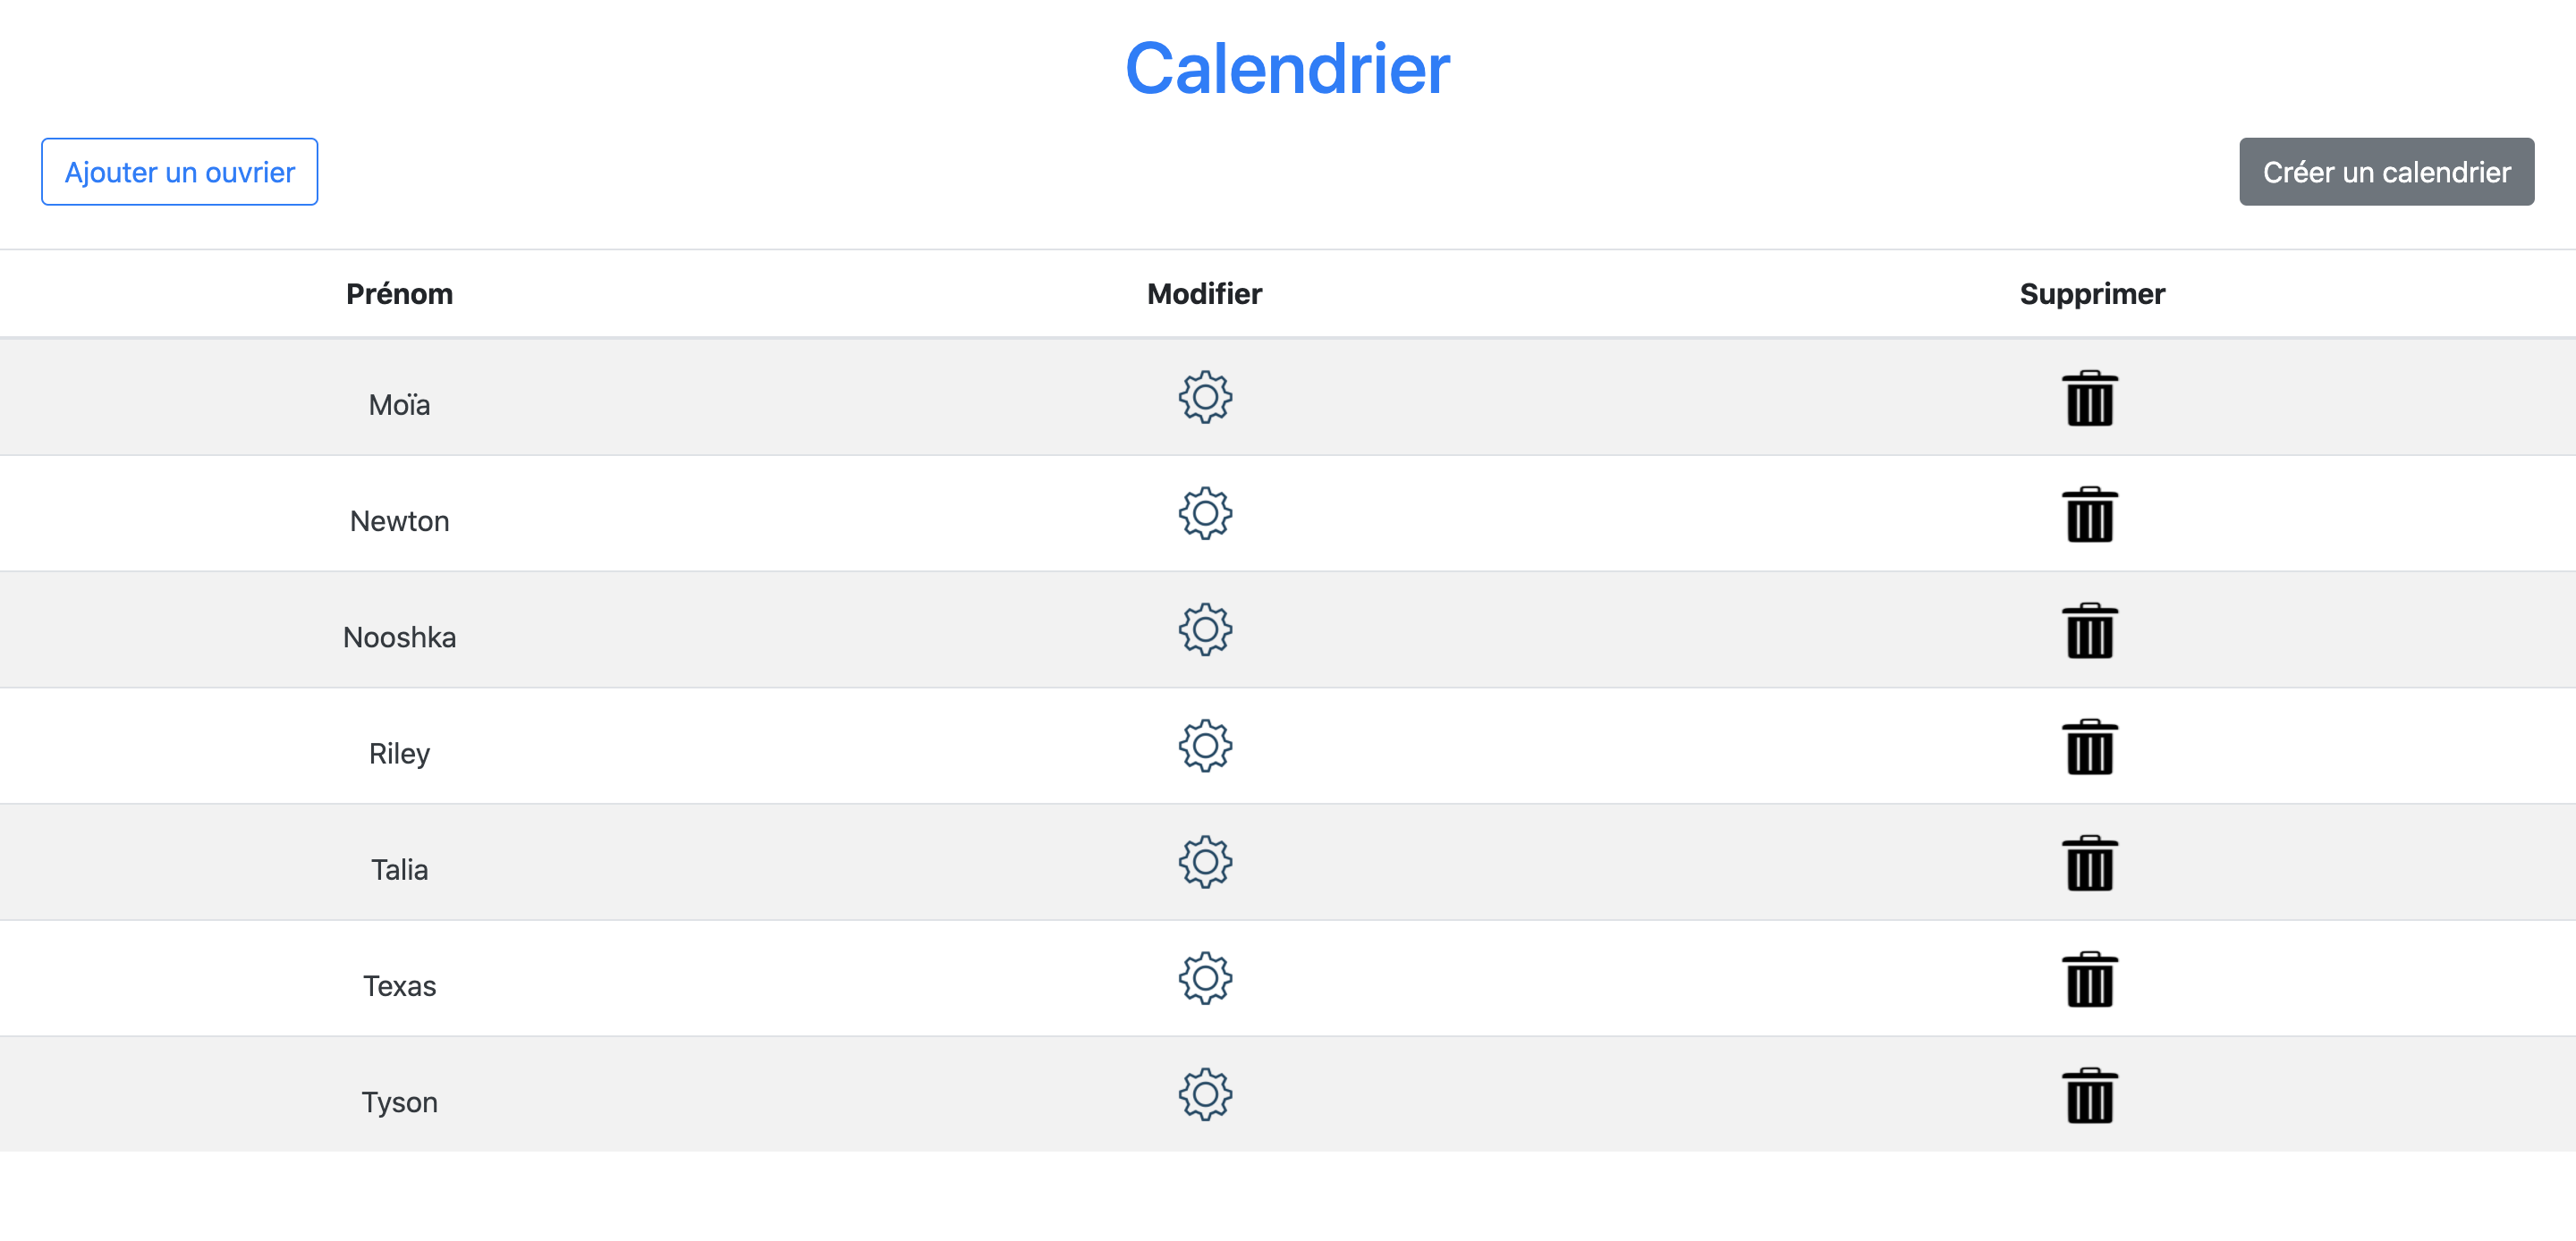 Calendrier
Ajouter un ouvrier
Créer un calendrier
Prénom Modifier Supprimer
Moïa
Newton
Nooshka
Riley
Talia
Texas
Tyson